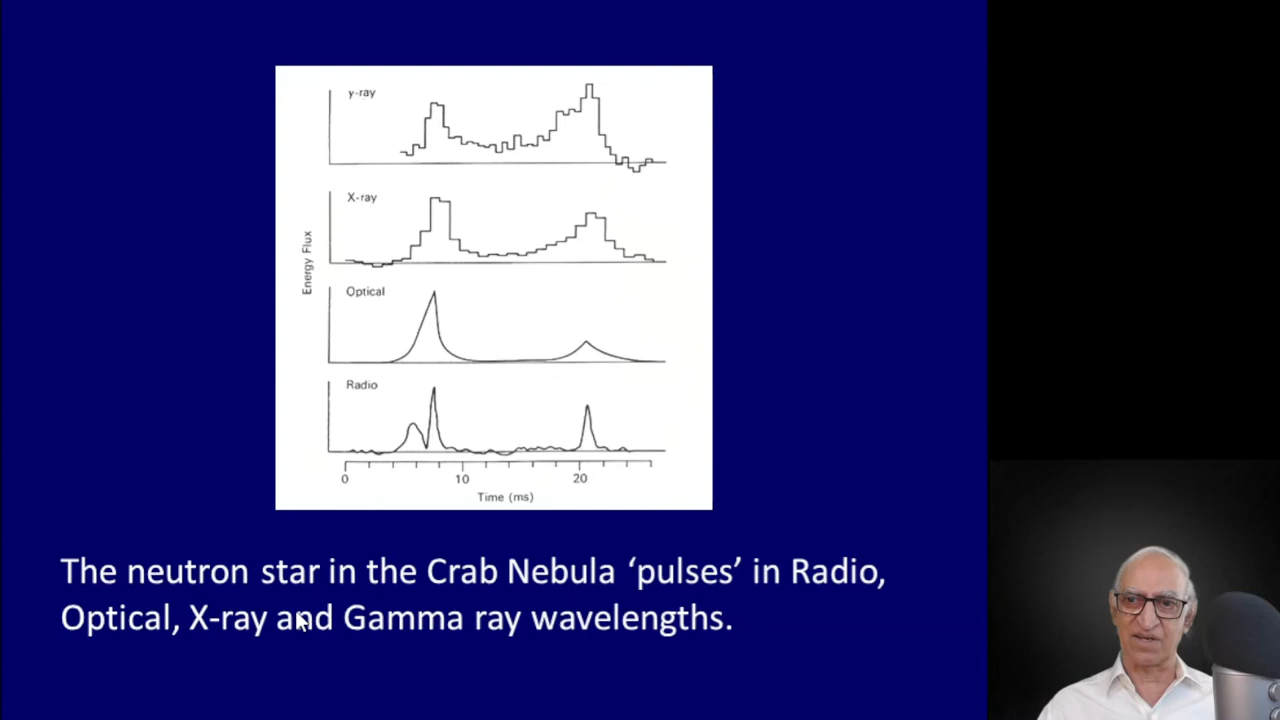 γ-ray
X-ray
Energy Flux
Optical
Radio
0 10 20
Time (ms)
The neutron star in the Crab Nebula ‘pulses’ in Radio,
Optical, X-ray and Gamma ray wavelengths.